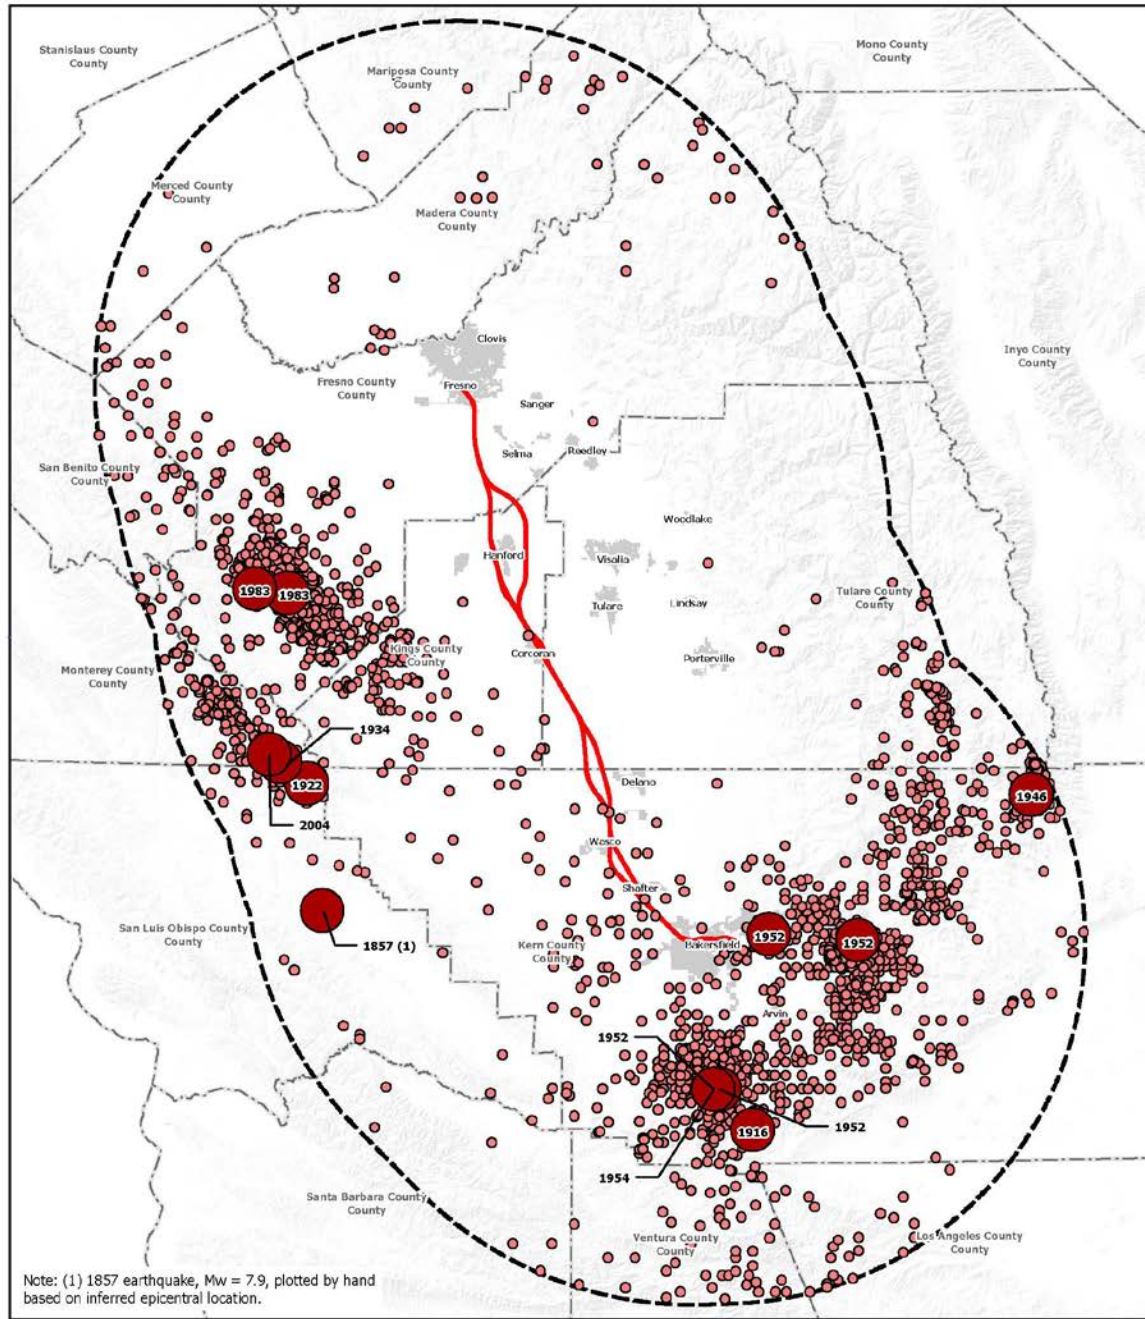 Stanislaus County
County
Mono County
County
Mariposa County
County
Merced County
County
Madera County
County
Clovis
Inyo County
County
Fresno County
County
Fresno
Sanger
Selma
Reedley
San Benito County
County
Woodlake
Hanford
Visalia
1983
1983
Tulare County
County
Tulare
Lindsay
Kings County
County
Corcoran
Porterville
Monterey County
County
1934
1922
Delano
1946
2004
Wasco
Shafter
San Luis Obispo County
County
1857 (1)
Kern County
County
Bakersfield
1952
1952
Arvin
1952
1916
1952
1954
Santa Barbara County
County
Ventura County
County
Los Angeles County
County
Note: (1) 1857 earthquake, Mw = 7.9, plotted by hand
based on inferred epicentral location.